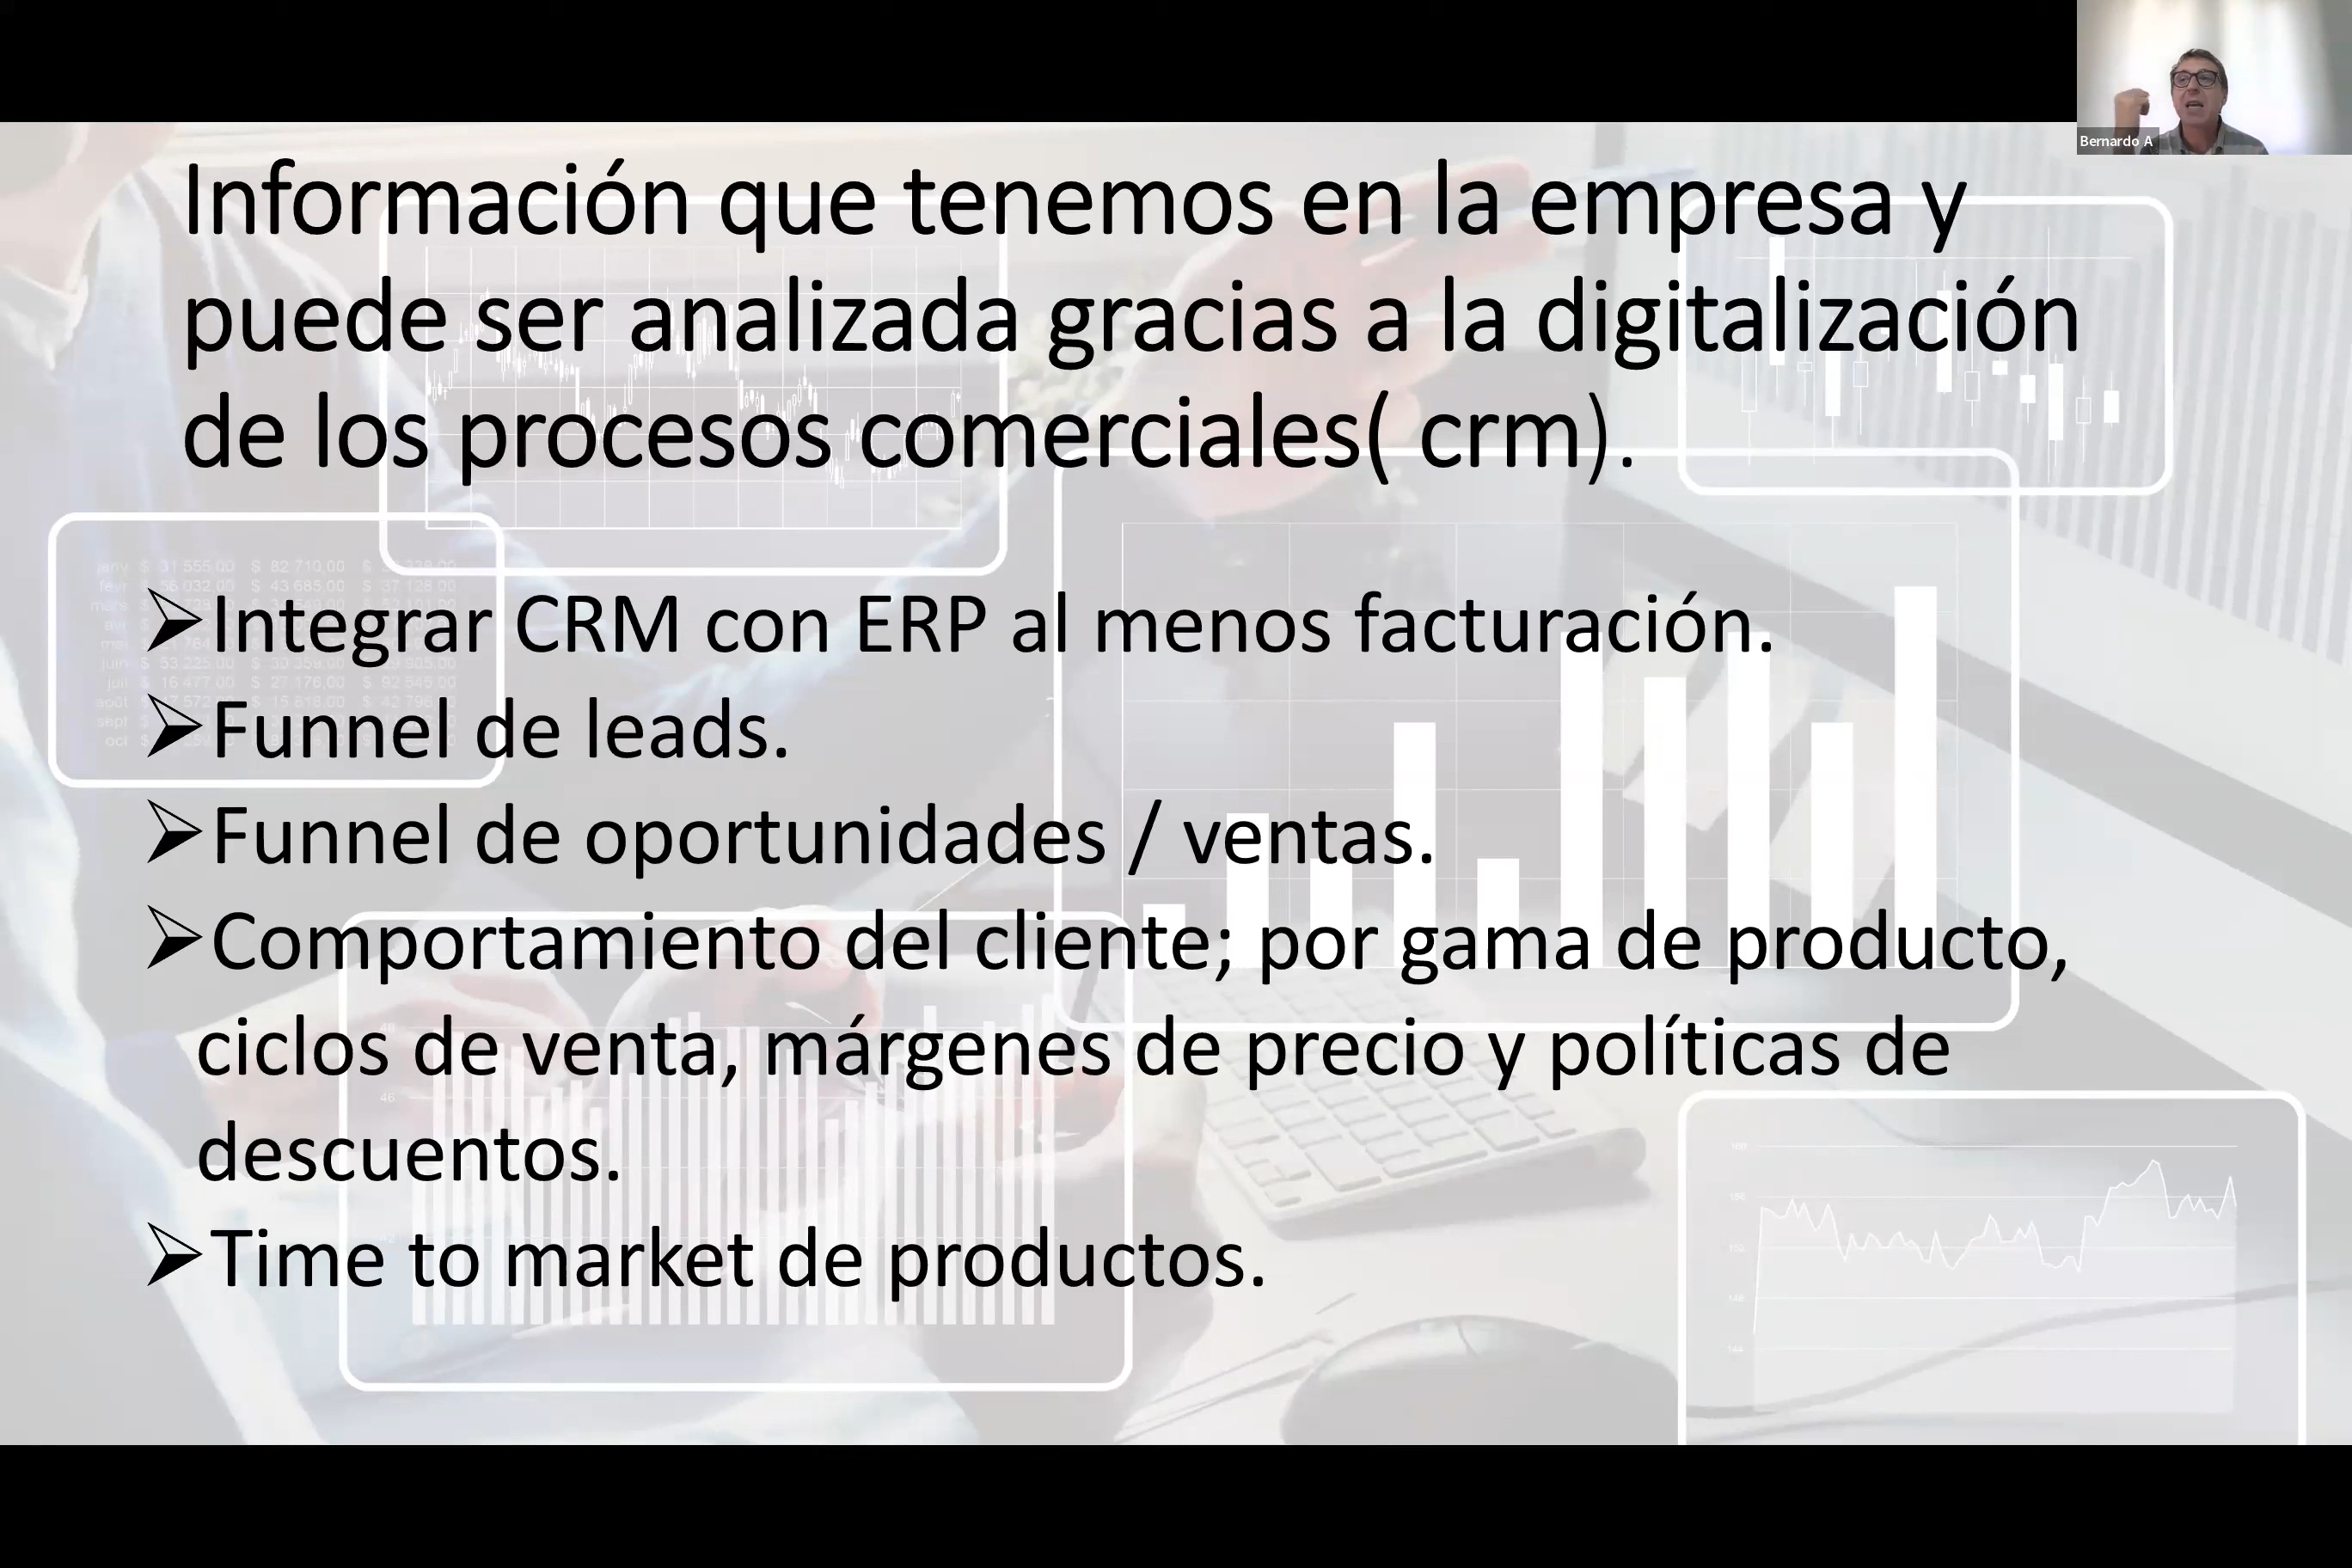 Bernardo A
Información que tenemos en la empresa y
puede ser analizada gracias a la digitalización
de los procesos comerciales( crm).
➢Integrar CRM con ERP al menos facturación.
➢Funnel de leads.
➢Funnel de oportunidades / ventas.
➢Comportamiento del cliente; por gama de producto,
ciclos de venta, márgenes de precio y políticas de
descuentos.
➢Time to market de productos.